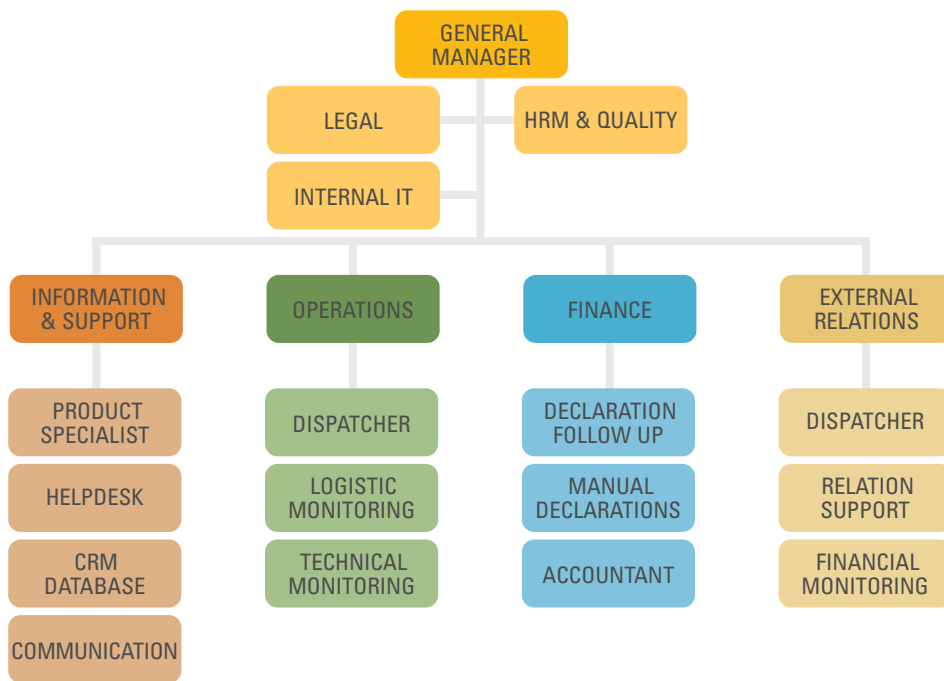 GENERAL
MANAGER
LEGAL
HRM & QUALITY
INTERNAL IT
INFORMATION
& SUPPORT
OPERATIONS
FINANCE
EXTERNAL
RELATIONS
PRODUCT
SPECIALIST
DISPATCHER
DECLARATION
FOLLOW UP
DISPATCHER
HELPDESK
LOGISTIC
MONITORING
MANUAL
DECLARATIONS
RELATION
SUPPORT
CRM
DATABASE
TECHNICAL
MONITORING
ACCOUNTANT
FINANCIAL
MONITORING
COMMUNICATION